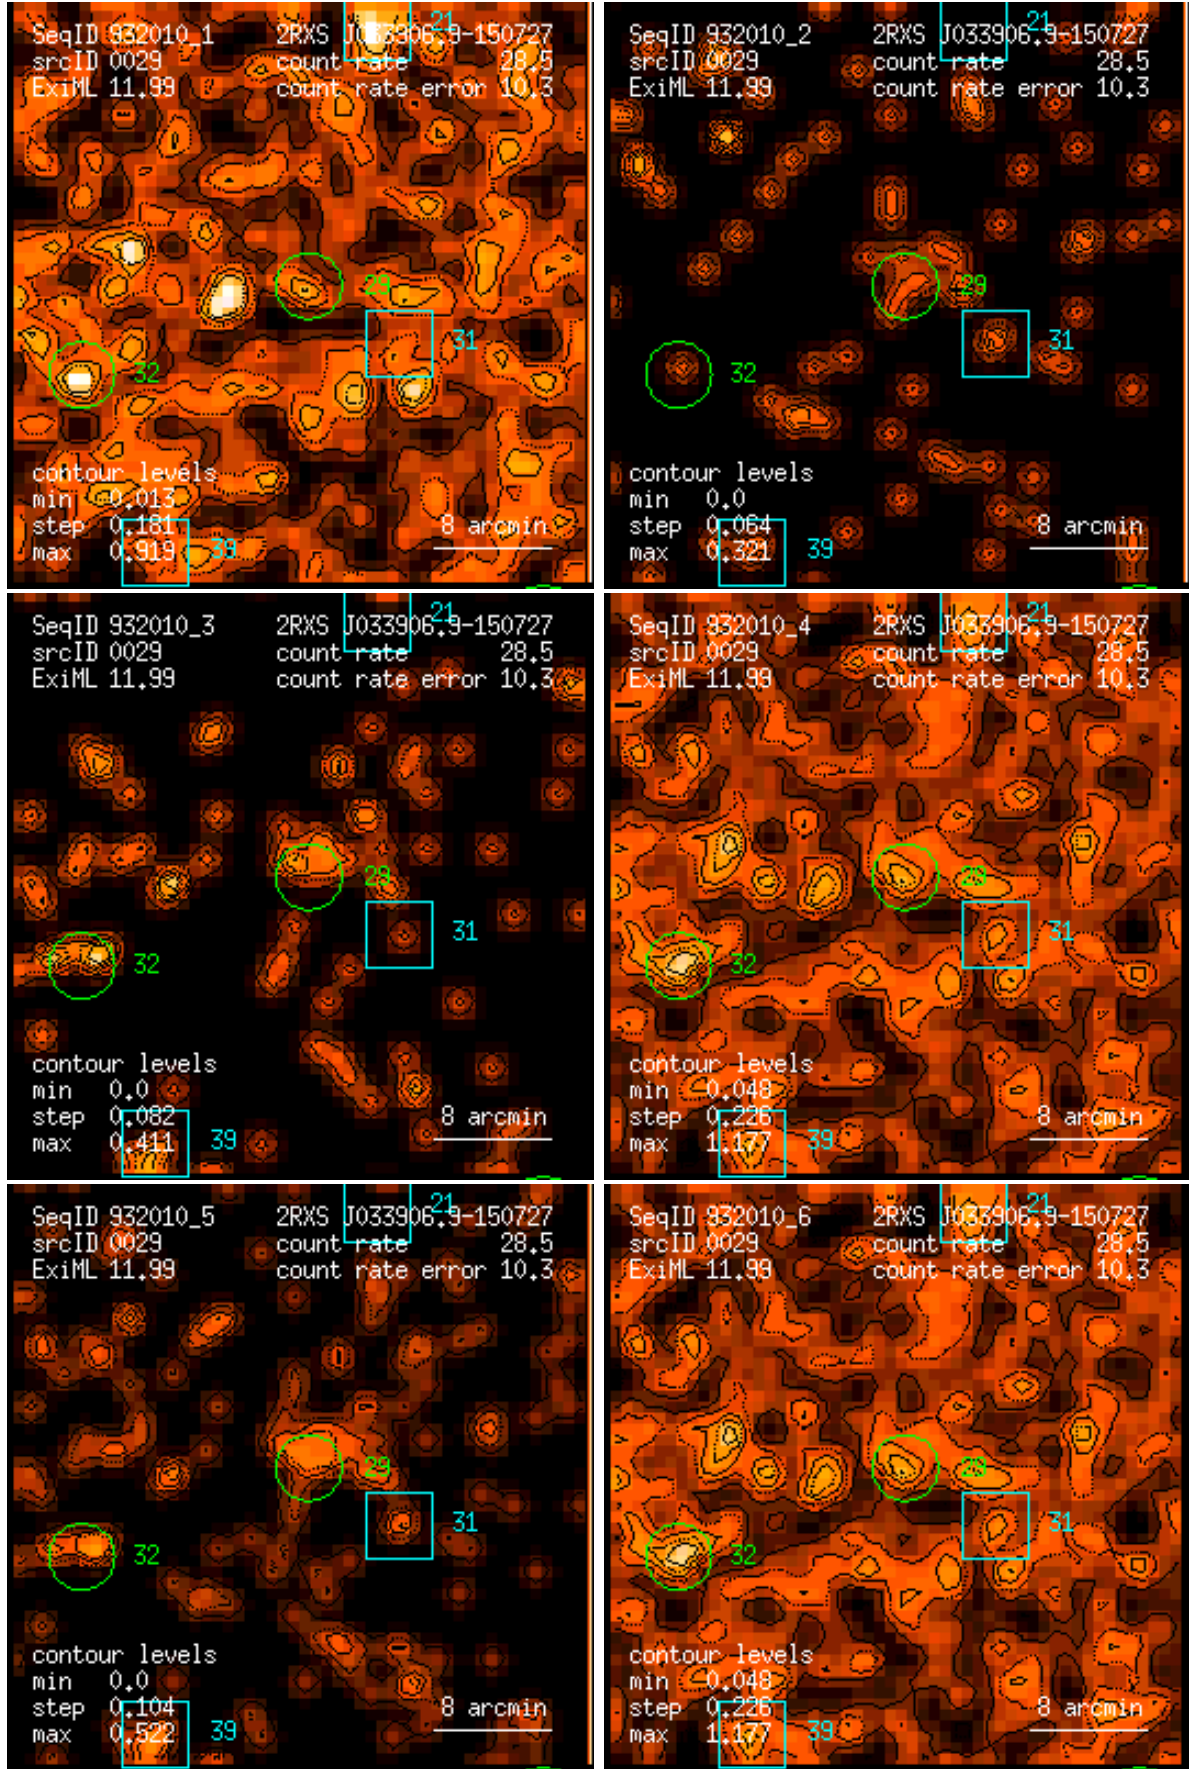 21
SeqID 932010_1 2RXS J033906.9-150727
srcID 0029 count rate 28.5
ExiML 11.99 count rate error 10.3
29
31
32
contour levels
min 0.013
step 0.181
max 0.919
39
8 arcmin
21
SeqID 932010_2 2RXS J033906.9-150727
srcID 0029 count rate 28.5
ExiML 11.99 count rate error 10.3
29
31
32
contour levels
min 0.0
step 0.064
max 0.321
39
8 arcmin
21
SeqID 932010_3 2RXS J033906.9-150727
srcID 0029 count rate 28.5
ExiML 11.99 count rate error 10.3
29
31
32
contour levels
min 0.0
step 0.082
max 0.411
39
8 arcmin
21
SeqID 932010_4 2RXS J033906.9-150727
srcID 0029 count rate 28.5
ExiML 11.99 count rate error 10.3
29
31
32
contour levels
min 0.048
step 0.226
max 1.177
39
8 arcmin
21
SeqID 932010_5 2RXS J033906.9-150727
srcID 0029 count rate 28.5
ExiML 11.99 count rate error 10.3
29
31
32
contour levels
min 0.0
step 0.104
max 0.522
39
8 arcmin
21
SeqID 932010_6 2RXS J033906.9-150727
srcID 0029 count rate 28.5
ExiML 11.99 count rate error 10.3
29
31
32
contour levels
min 0.048
step 0.226
max 1.177
39
8 arcmin